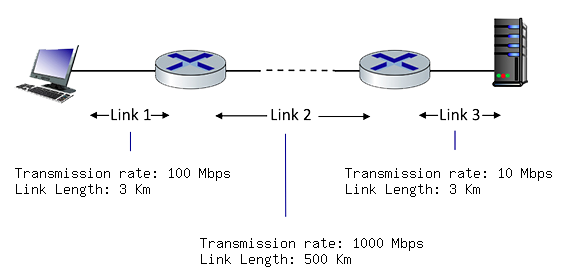 Link 1
Link 2
Link 3
Transmission rate: 100 Mbps
Link Length: 3 Km
Transmission rate: 10 Mbps
Link Length: 3 Km
Transmission rate: 1000 Mbps
Link Length: 500 Km